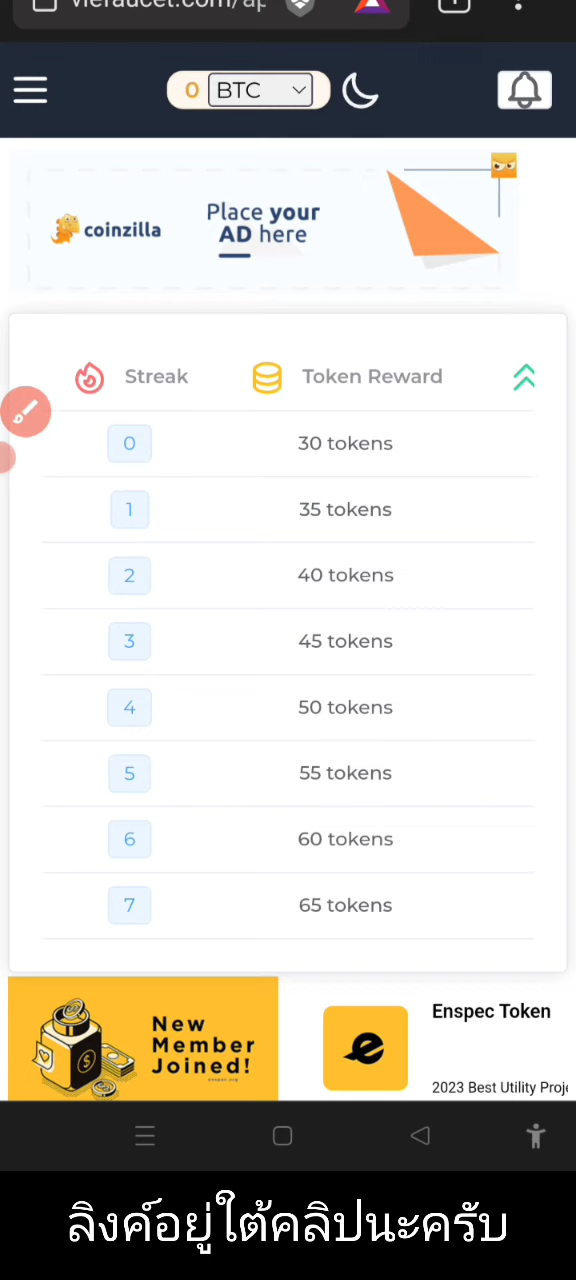 0 BTC
coinzilla
Place your
AD here
Streak Token Reward
0 30 tokens
1 35 tokens
2 40 tokens
3 45 tokens
4 50 tokens
5 55 tokens
6 60 tokens
7 65 tokens
New
Member
Joined!
Enspec Token
2023 Best Utility Proje
ลิงค์อยู่ใต้คลิปนะครับ